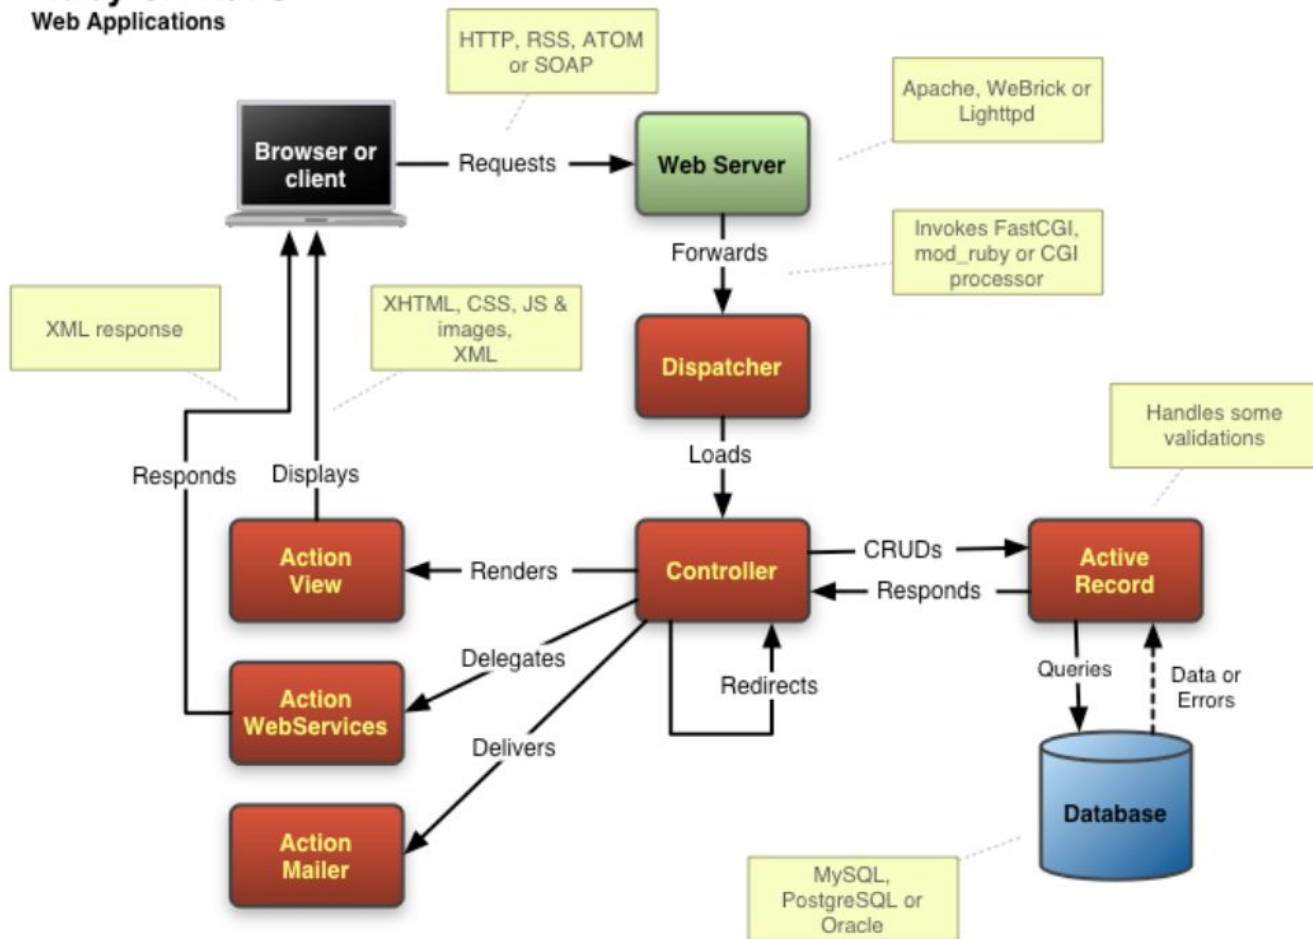 Web Applications
HTTP, RSS, ATOM
or SOAP
Apache, WeBrick or
Lighttpd
Browser or
client
Requests
Web Server
Forwards
Invokes FastCGI,
mod_ruby or CGI
processor
XML response
XHTML, CSS, JS &
images,
XML
Dispatcher
Handles some
validations
Loads
Responds
Displays
Action
View
Renders
Controller
CRUDs
Responds
Active
Record
Delegates
Redirects
Queries
Data or
Errors
Action
WebServices
Delivers
Action
Mailer
Database
MySQL,
PostgreSQL or
Oracle